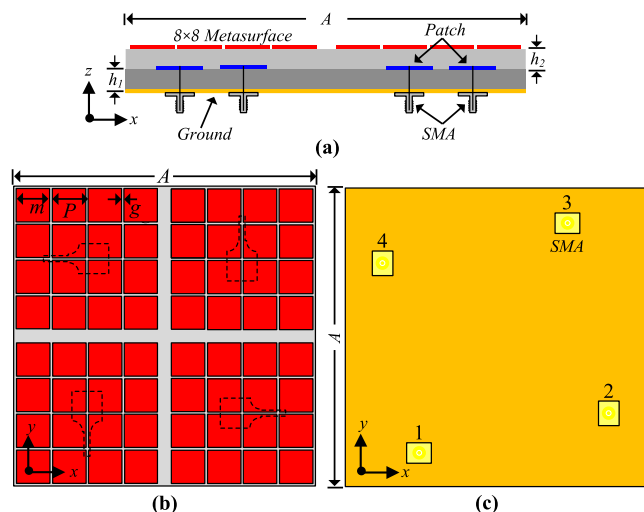 A
8×8 Metasurface
Patch
z
h1
h2
x
Ground
SMA
(a)
A
m
P
g
y
x
(b)
3
SMA
4
A
2
1
y
x
(c)